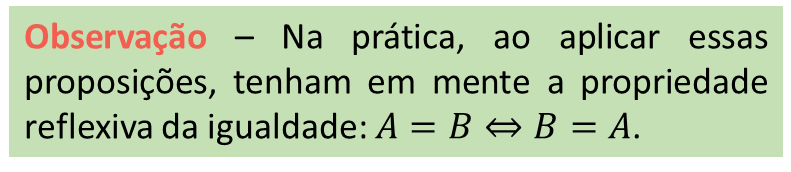 Observação – Na prática, ao aplicar essas
proposições, tenham em mente a propriedade
reflexiva da igualdade: A = B ⇔ B = A.